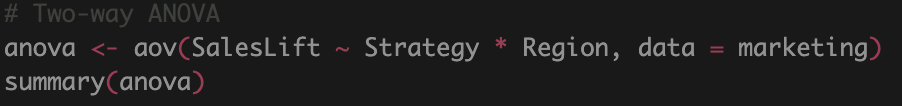 # Two-way ANOVA
anova <- aov(SalesLift ~ Strategy * Region, data = marketing)
summary(anova)